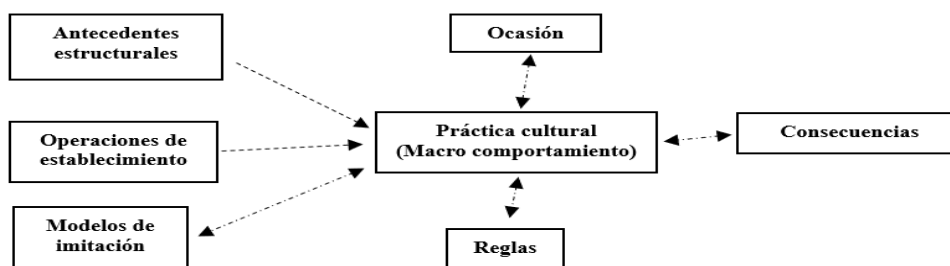 Antecedentes
estructurales
Ocasión
Operaciones de
establecimiento
Práctica cultural
(Macro comportamiento)
Consecuencias
Modelos de
imitación
Reglas